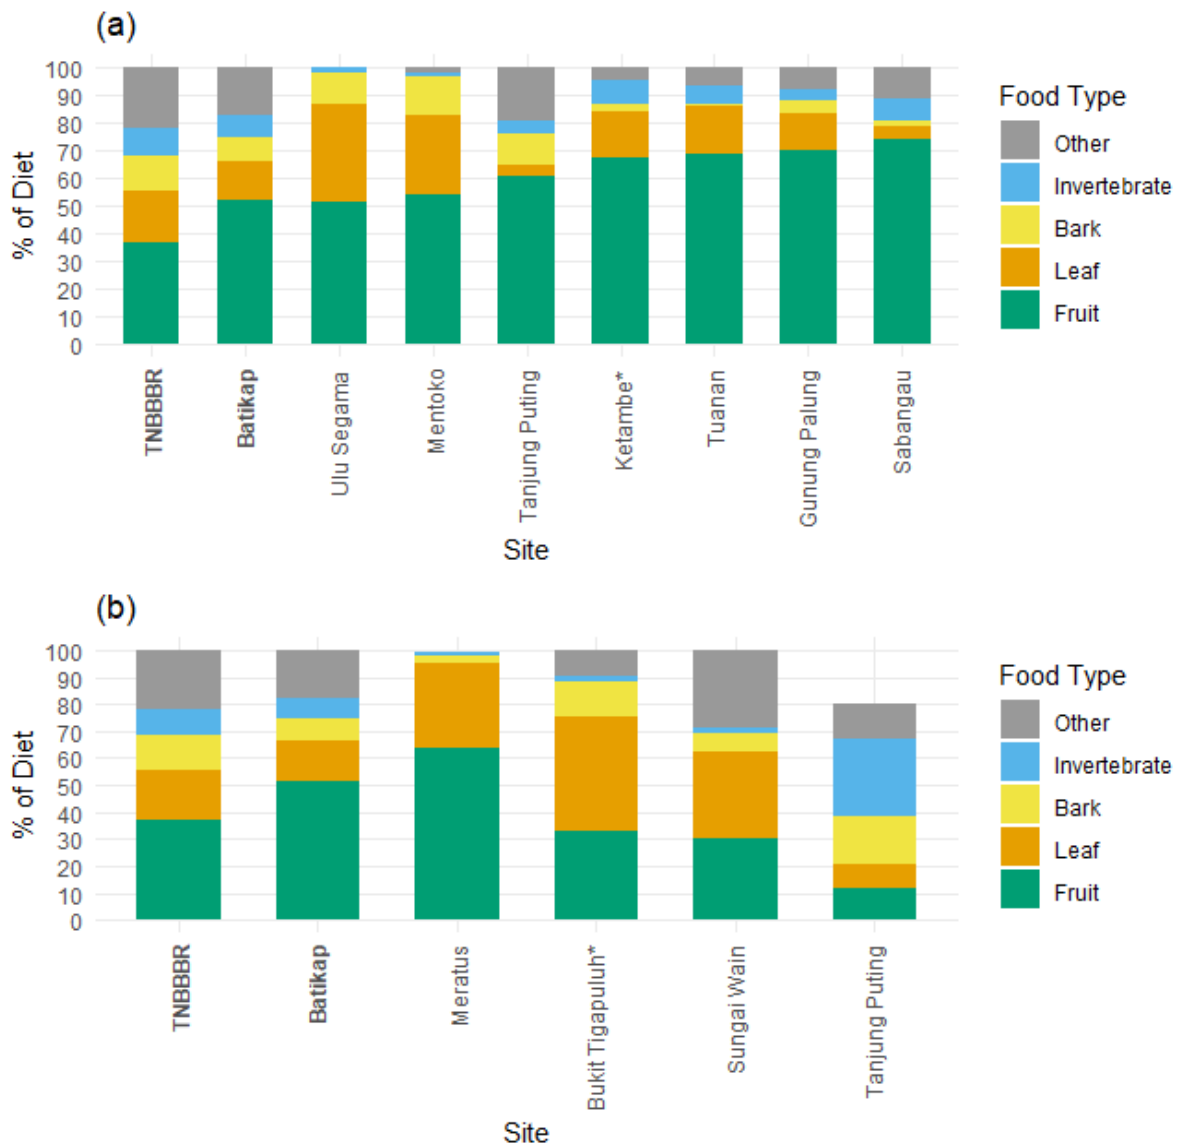 (a)
% of Diet
100
90
80
70
60
50
40
30
20
10
0
TNBBBR
Batikap
Ulu Segama
Mentoko
Tanjung Puting
Ketambe*
Tuanan
Gunung Palung
Sabangau
Site
Food Type
Other
Invertebrate
Bark
Leaf
Fruit
(b)
% of Diet
100
90
80
70
60
50
40
30
20
10
0
TNBBBR
Batikap
Meratus
Bukit Tigapuluh*
Sungai Wain
Tanjung Puting
Site
Food Type
Other
Invertebrate
Bark
Leaf
Fruit